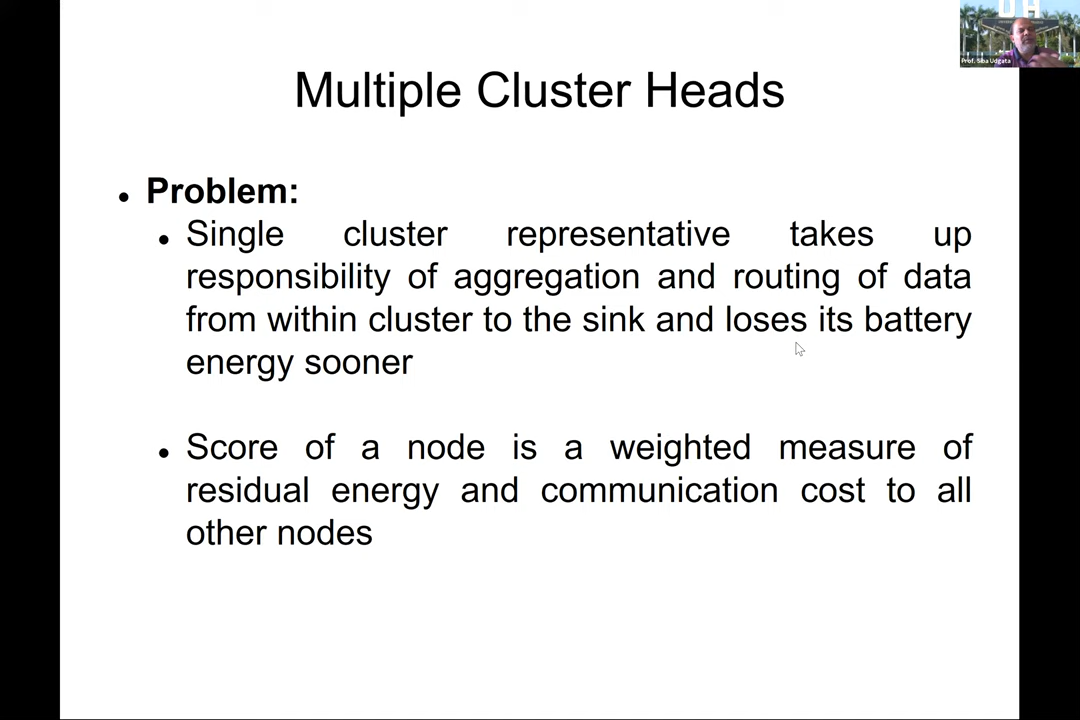 DH
Prof. Siba Udgata
Multiple Cluster Heads
Problem:
Single cluster representative takes up
responsibility of aggregation and routing of data
from within cluster to the sink and loses its battery
energy sooner
Score of a node is a weighted measure of
residual energy and communication cost to all
other nodes